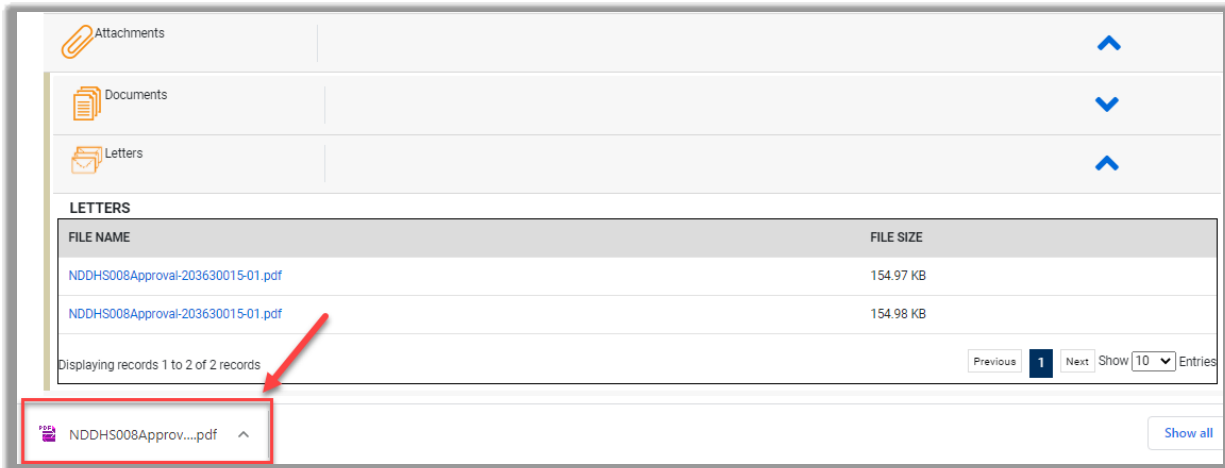 Attachments
Documents
Letters
LETTERS
FILE NAME FILE SIZE
NDDHS008Approval-203630015-01.pdf 154.97 KB
NDDHS008Approval-203630015-01.pdf 154.98 KB
Displaying records 1 to 2 of 2 records Previous 1 Next Show 10 Entries
NDDHS008Approv....pdf Show all